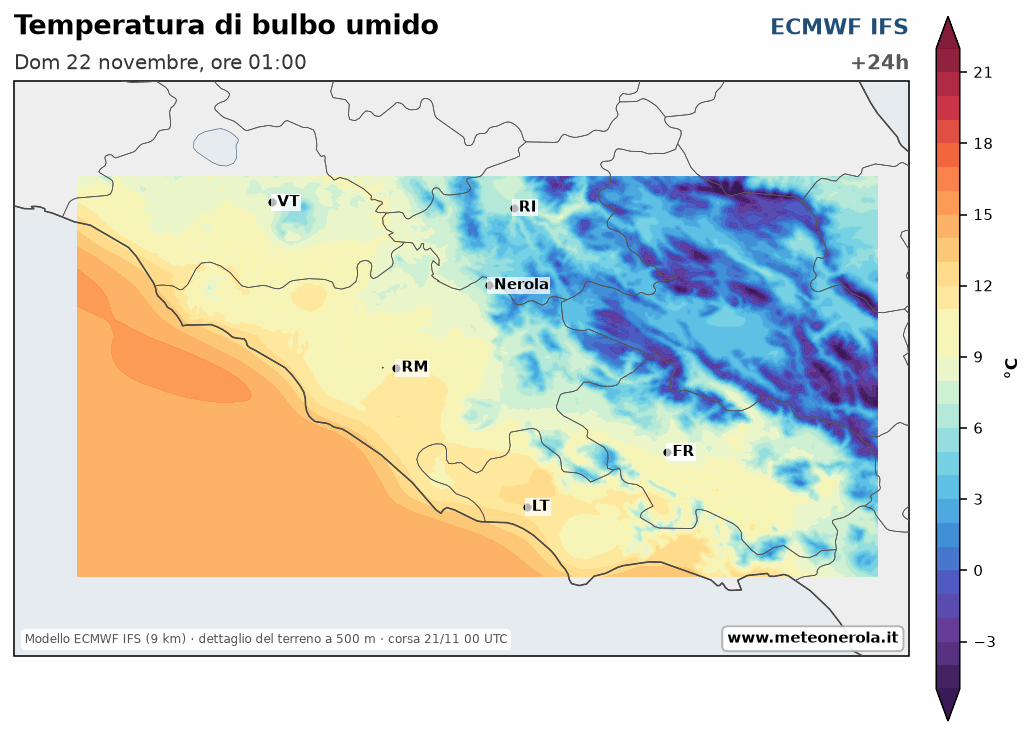 Temperatura di bulbo umido
ECMWF IFS
Dom 22 novembre, ore 01:00
+24h
VT
RI
Nerola
RM
FR
LT
21
18
15
12
9
6
3
0
−3
°C
Modello ECMWF IFS (9 km) · dettaglio del terreno a 500 m · corsa 21/11 00 UTC
www.meteonerola.it